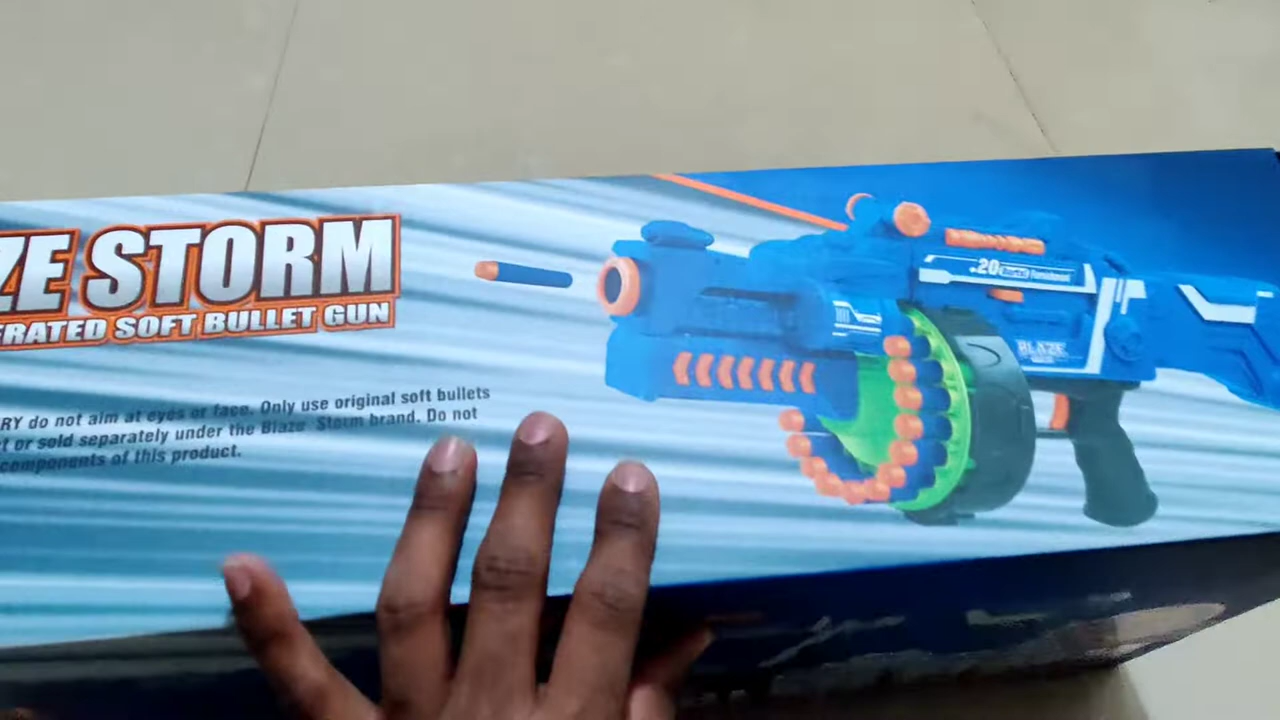 ZE STORM
ERATED SOFT BULLET GUN
RY do not aim at eyes or face. Only use original soft bullets
t or sold separately under the Blaze Storm brand. Do not
components of this product.
.20
BLAZE